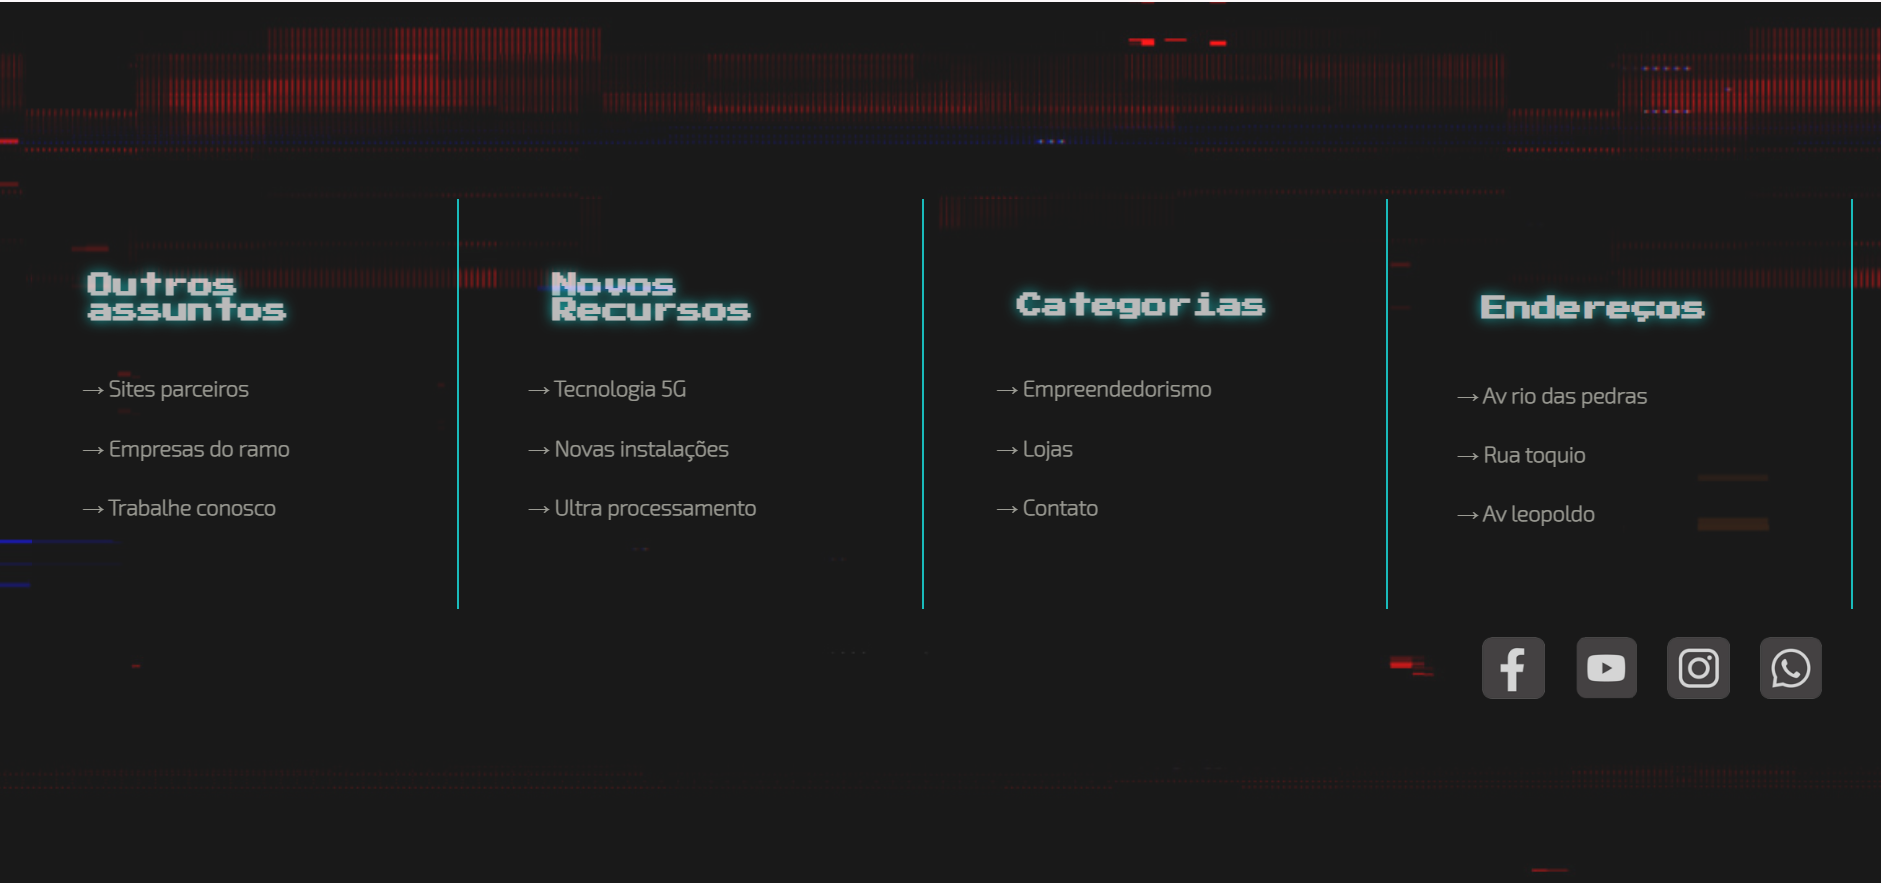 Outros
assuntos
→ Sites parceiros
→ Empresas do ramo
→ Trabalhe conosco
Novos
Recursos
→ Tecnologia 5G
→ Novas instalações
→ Ultra processamento
Categorias
→ Empreendedorismo
→ Lojas
→ Contato
Endereços
→ Av rio das pedras
→ Rua toquio
→ Av leopoldo